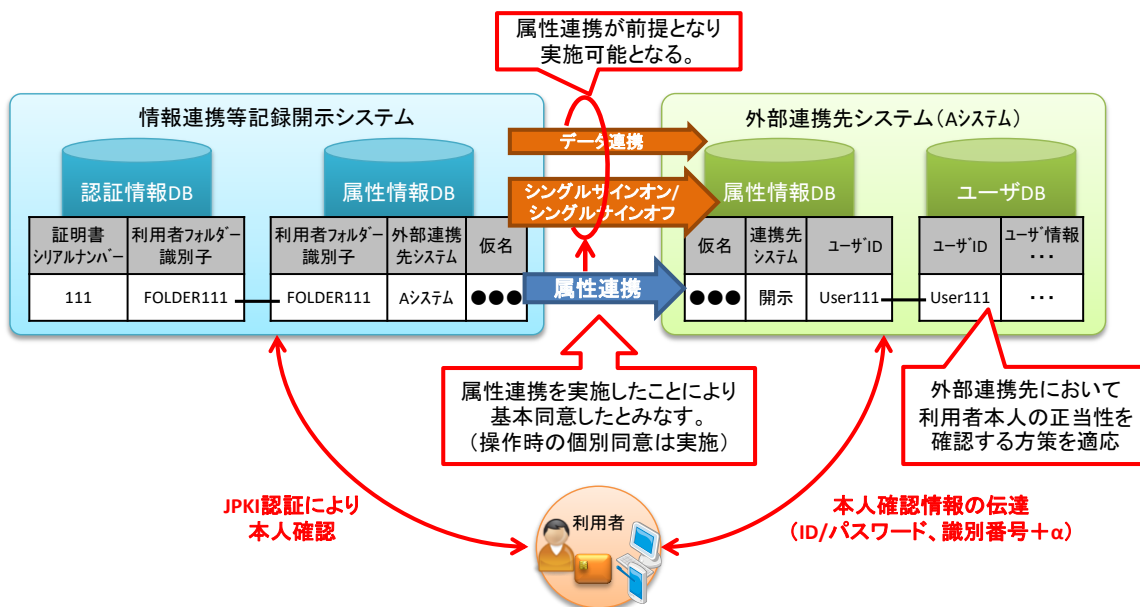 属性連携が前提となり
実施可能となる。
情報連携等記録開示システム
外部連携先システム（Aシステム）
データ連携
シングルサインオン/
シングルサインオフ
認証情報DB
属性情報DB
属性情報DB
ユーザDB
証明書
シリアルナンバー
利用者フォルダー
識別子
利用者フォルダー
識別子
外部連携
先システム
仮名
仮名
連携先
システム
ユーザID
ユーザID
ユーザ情報
・・・
111
FOLDER111
FOLDER111
Aシステム
●●●
属性連携
●●●
開示
User111
User111
・・・
属性連携を実施したことにより
基本同意したとみなす。
（操作時の個別同意は実施）
外部連携先において
利用者本人の正当性を
確認する方策を適応
JPKI認証により
本人確認
利用者
本人確認情報の伝達
（ID/パスワード、識別番号＋α）